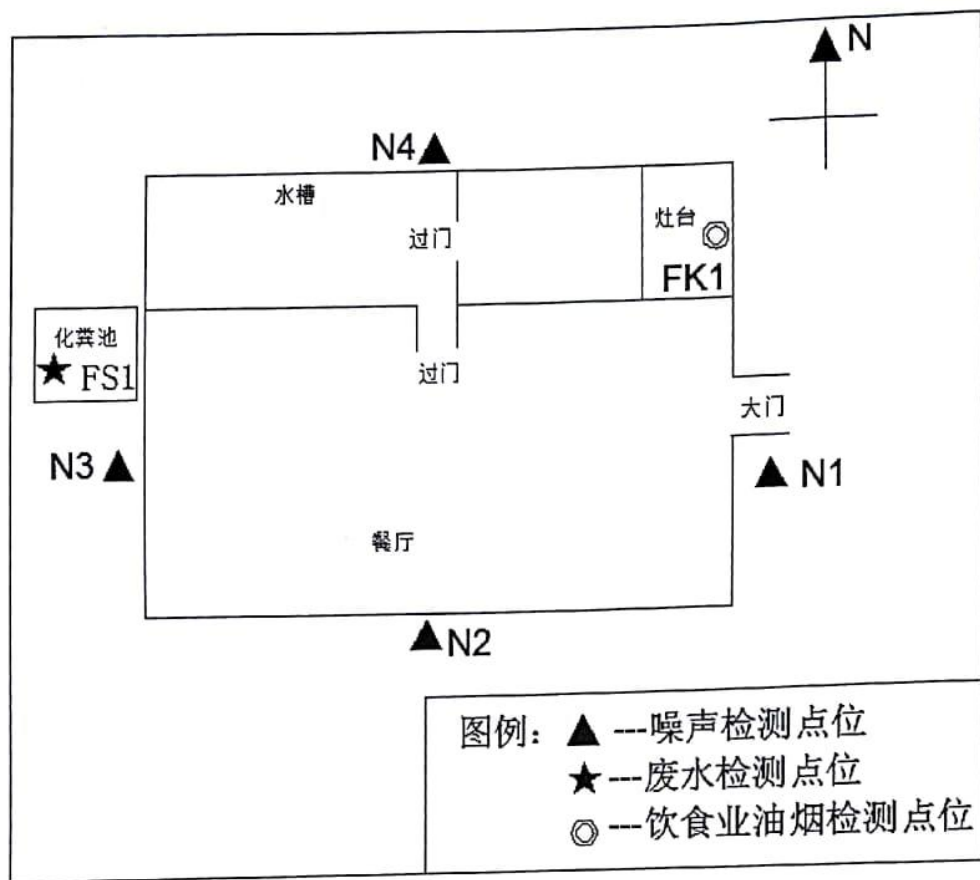 N
N4
水槽
灶台
过门
FK1
化粪池
FS1
过门
大门
N3
N1
餐厅
N2
图例：▲ ---噪声检测点位
★ ---废水检测点位
◎ ---饮食业油烟检测点位